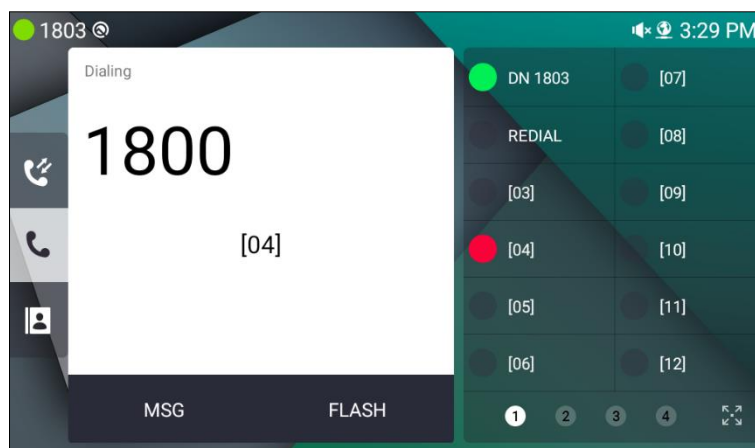 1803 3:29 PM
Dialing
1800
[04]
MSG FLASH
DN 1803 [07]
REDIAL [08]
[03] [09]
[04] [10]
[05] [11]
[06] [12]
1 2 3 4